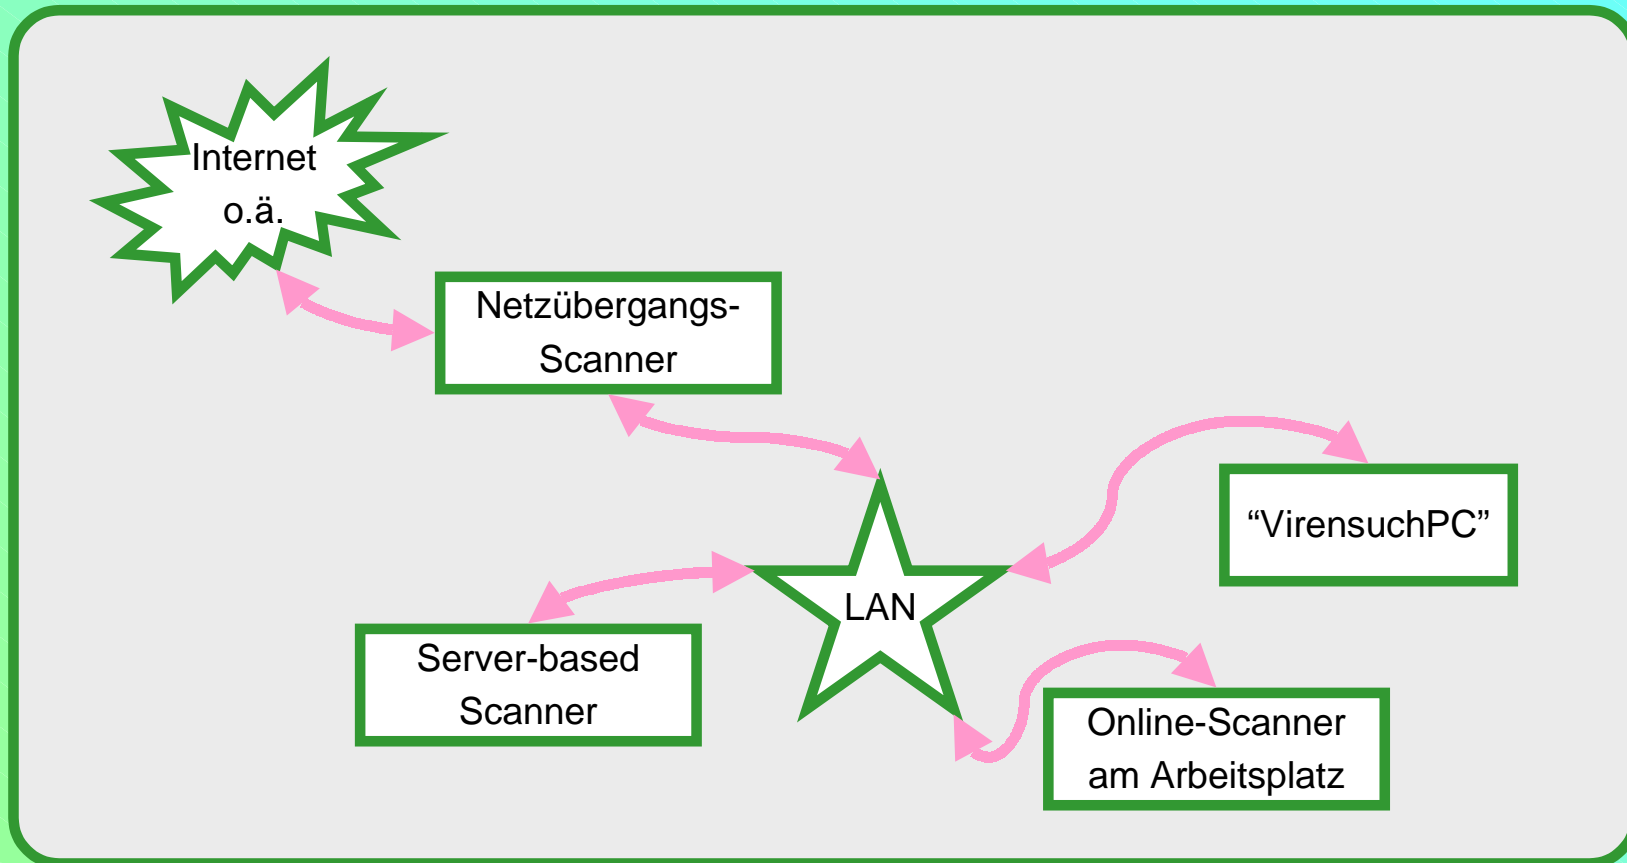 Internet
o.ä.
Netzübergangs-
Scanner
“VirensuchPC”
LAN
Server-based
Scanner
Online-Scanner
am Arbeitsplatz